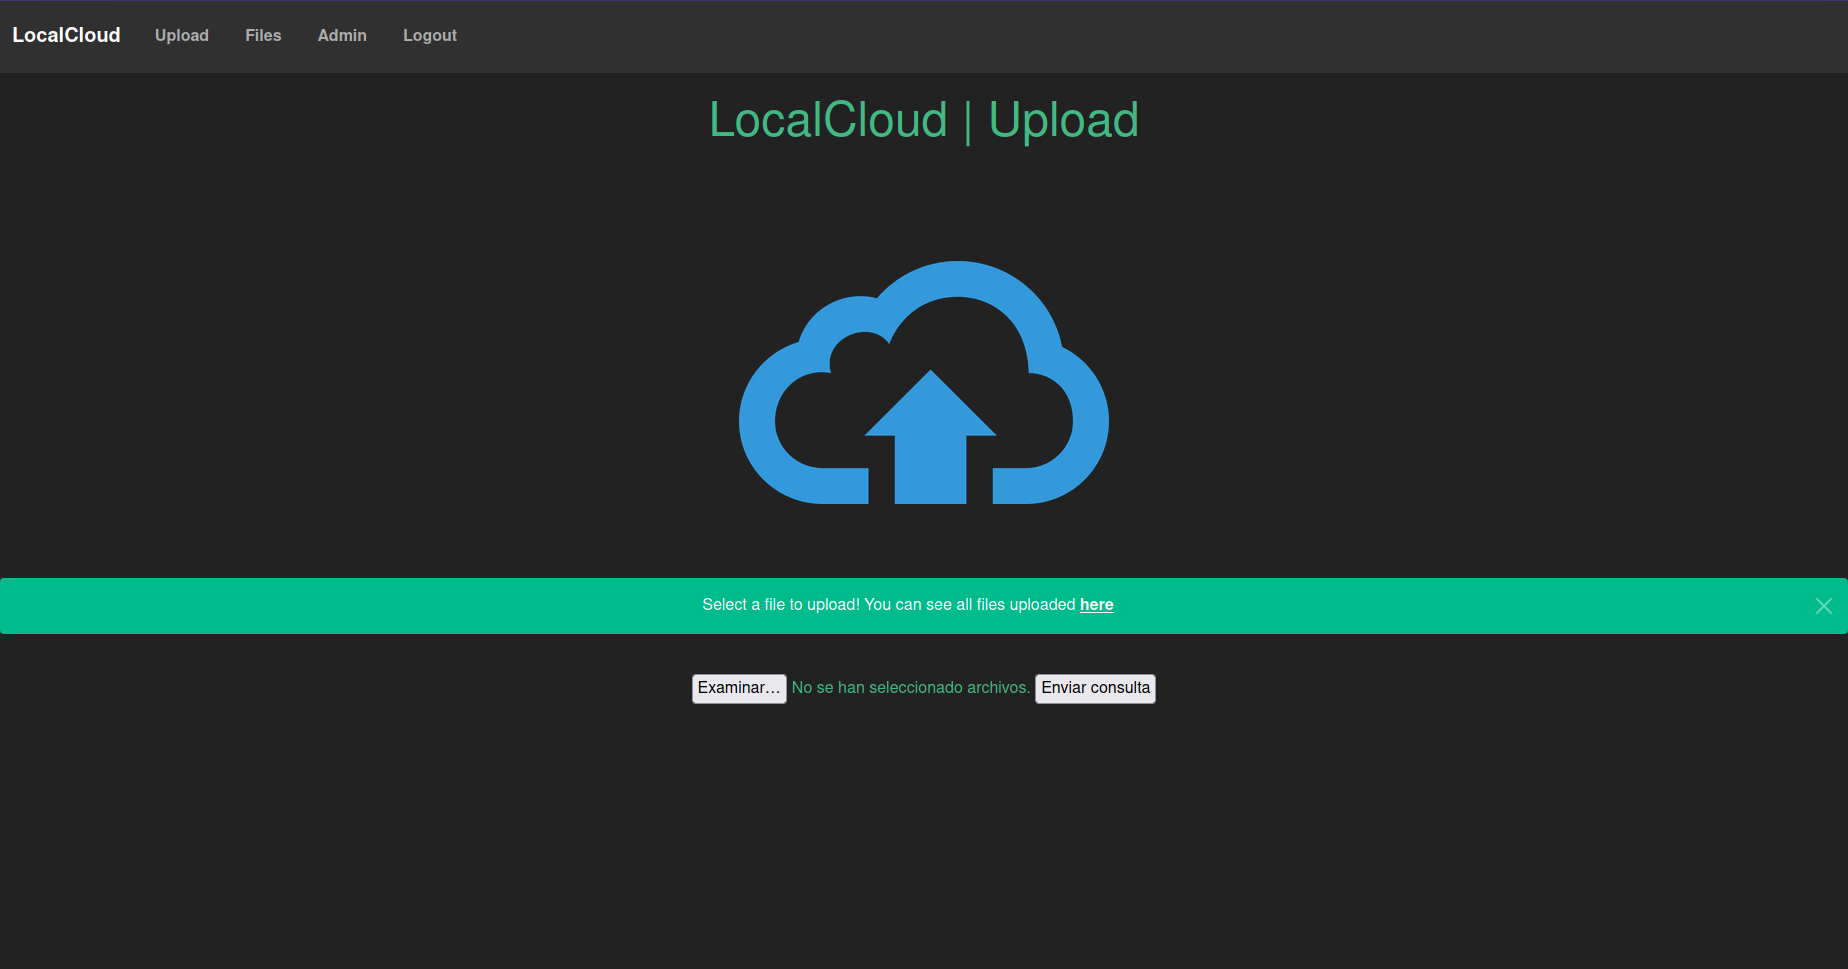 LocalCloud Upload Files Admin Logout
LocalCloud | Upload
Select a file to upload! You can see all files uploaded here
Examinar... No se han seleccionado archivos. Enviar consulta